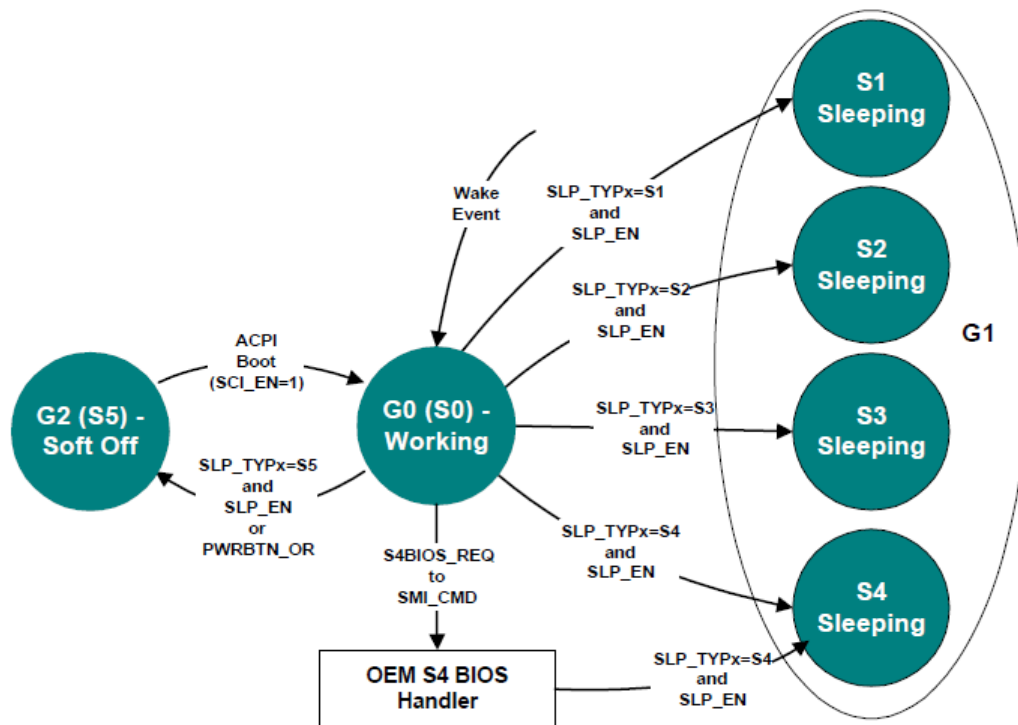 S1
Sleeping
Wake
Event
SLP_TYPx=S1
and
SLP_EN
S2
Sleeping
SLP_TYPx=S2
and
SLP_EN
G1
ACPI
Boot
(SCI_EN=1)
G2 (S5) -
Soft Off
G0 (S0) -
Working
SLP_TYPx=S3
and
SLP_EN
S3
Sleeping
SLP_TYPx=S5
and
SLP_EN
or
PWRBTN_OR
S4BIOS_REQ
to
SMI_CMD
SLP_TYPx=S4
and
SLP_EN
S4
Sleeping
OEM S4 BIOS
Handler
SLP_TYPx=S4
and
SLP_EN